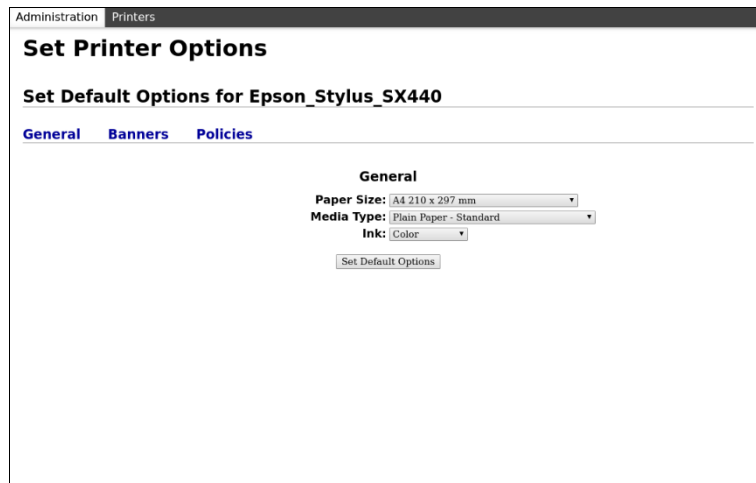 Administration Printers
Set Printer Options
Set Default Options for Epson_Stylus_SX440
General Banners Policies
General
Paper Size: A4 210 x 297 mm
Media Type: Plain Paper - Standard
Ink: Color
Set Default Options